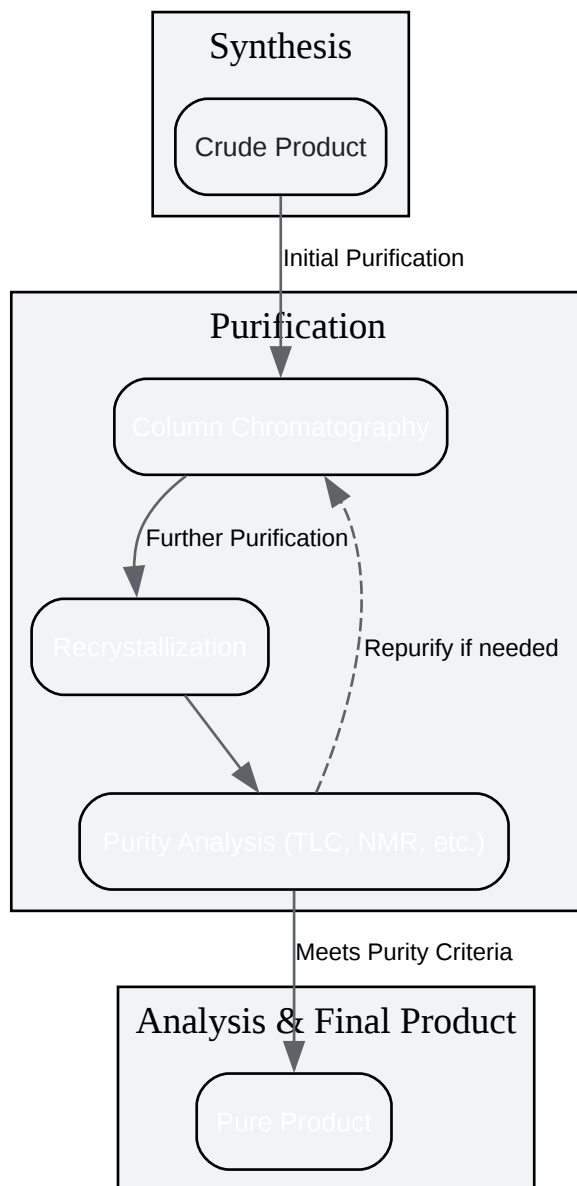 Synthesis
Crude Product
Initial Purification
Purification
Column Chromatography
Further Purification
Recrystallization
Repurify if needed
Purity Analysis (TLC, NMR, etc.)
Meets Purity Criteria
Analysis & Final Product
Pure Product